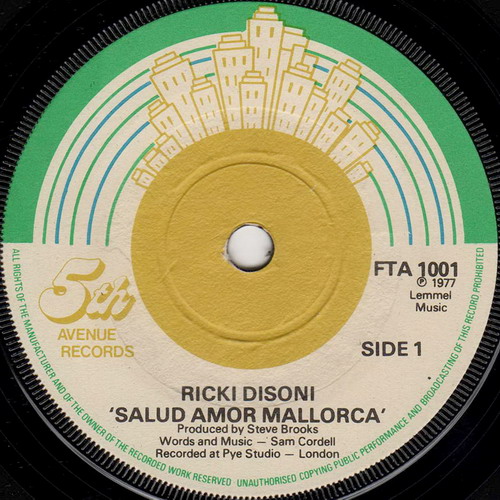 5th
AVENUE
RECORDS
FTA 1001
℗ 1977
Lemmel
Music
SIDE 1
RICKI DISONI
'SALUD AMOR MALLORCA'
Produced by Steve Brooks
Words and Music – Sam Cordell
Recorded at Pye Studio – London
ALL RIGHTS OF THE MANUFACTURER AND OF THE OWNER OF THE RECORDED WORK RESERVED UNAUTHORISED COPYING PUBLIC PERFORMANCE AND BROADCASTING OF THIS RECORD PROHIBITED